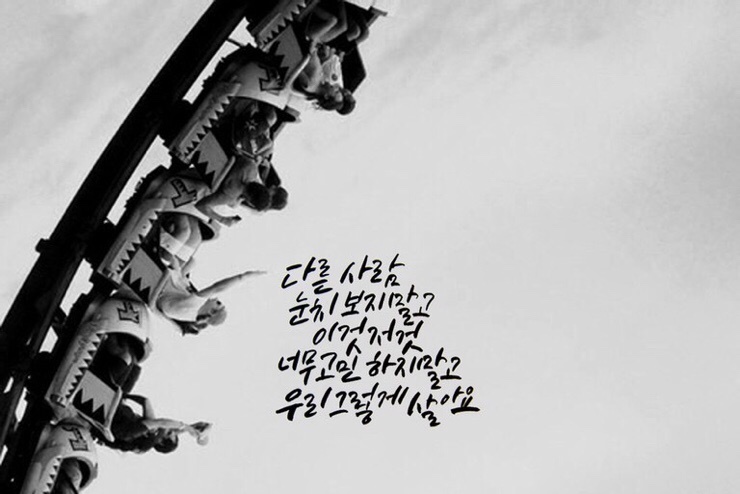 다른 사람
눈치 보지말고
이것 저것
너무 고민 하지말고
우리 그렇게 살아요